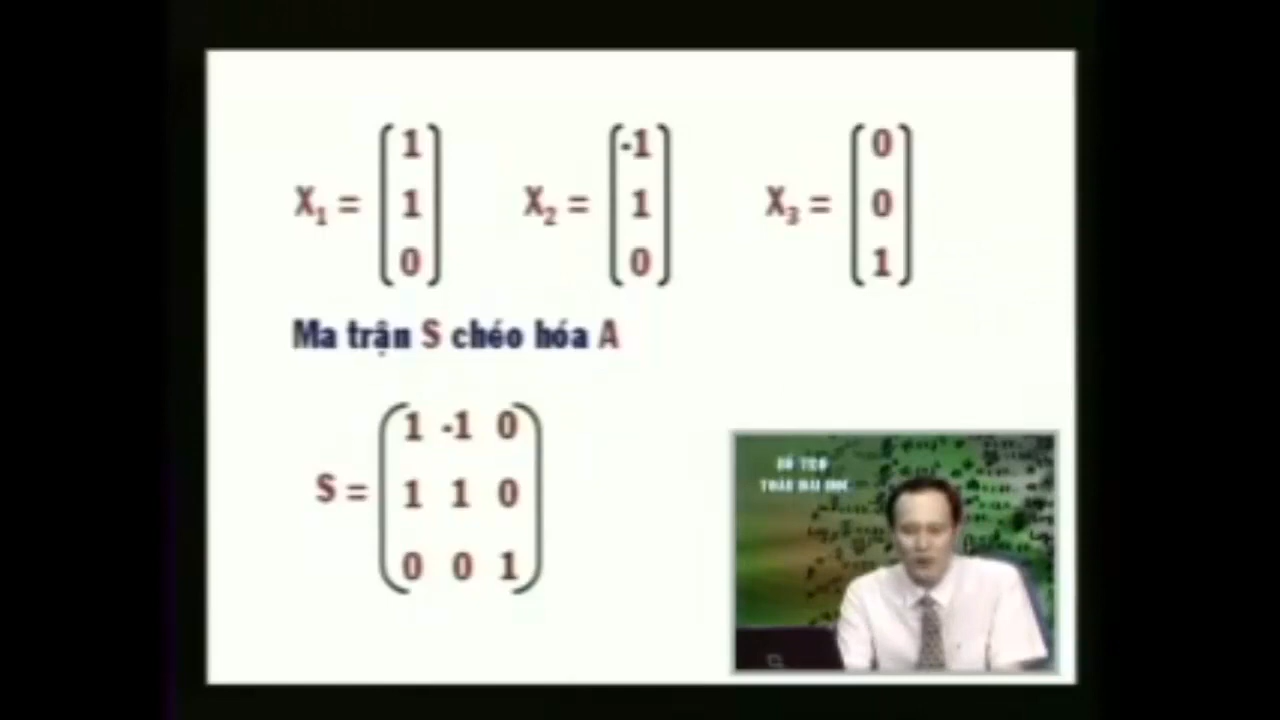 X₁ = (1 1 0) X₂ = (-1 1 0) X₃ = (0 0 1)
Ma trận S chéo hóa A
S = (1 -1 0
1 1 0
0 0 1)